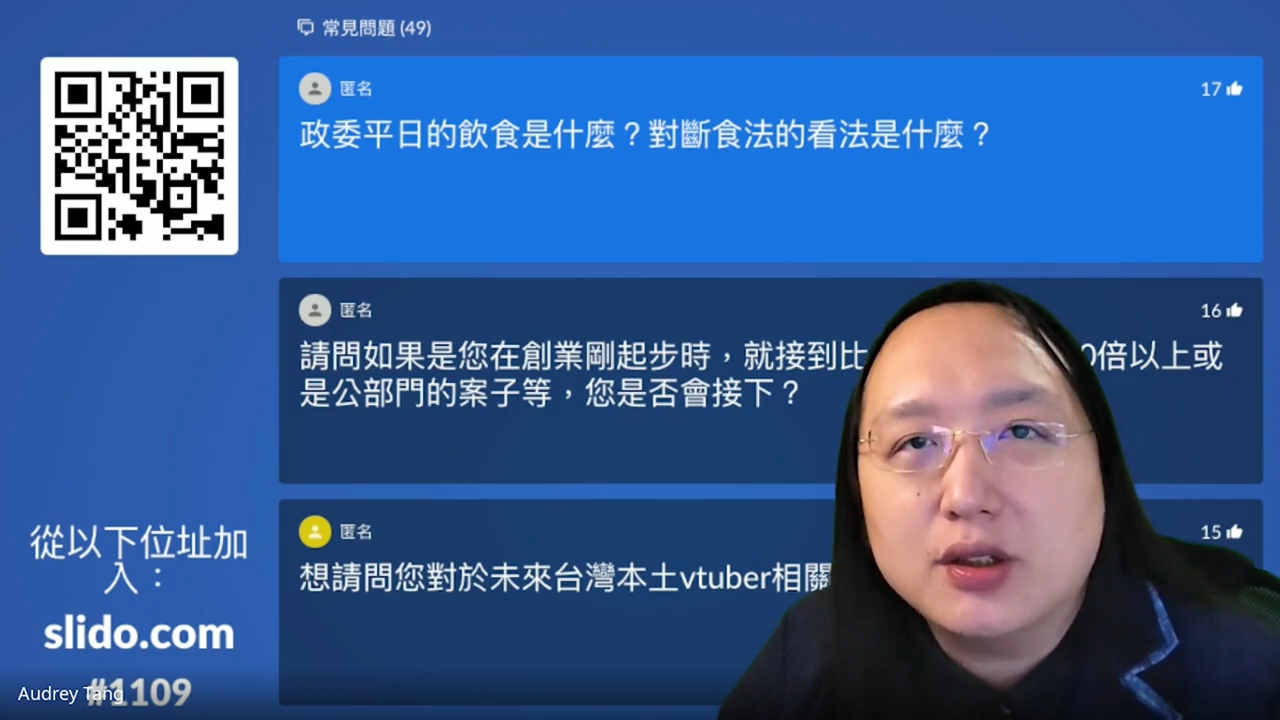 常見問題 (49)
匿名
17
政委平日的飲食是什麼？對斷食法的看法是什麼？
匿名
16
請問如果是您在創業剛起步時，就接到比 0倍以上或
是公部門的案子等，您是否會接下？
匿名
15
想請問您對於未來台灣本土vtuber相關
從以下位址加
入：
slido.com
#1109
Audrey Tang